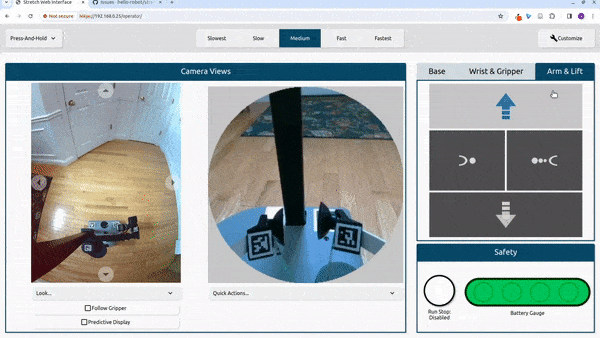 Stretch Web Interface
Issues · hello-robot/str
Not secure https://192.168.0.25/operator/
Press-And-Hold
Slowest
Slow
Medium
Fast
Fastest
Customize
Camera Views
Look...
Follow Gripper
Predictive Display
Quick Actions...
Base
Wrist & Gripper
Arm & Lift
Safety
Run Stop:
Disabled
Battery Gauge